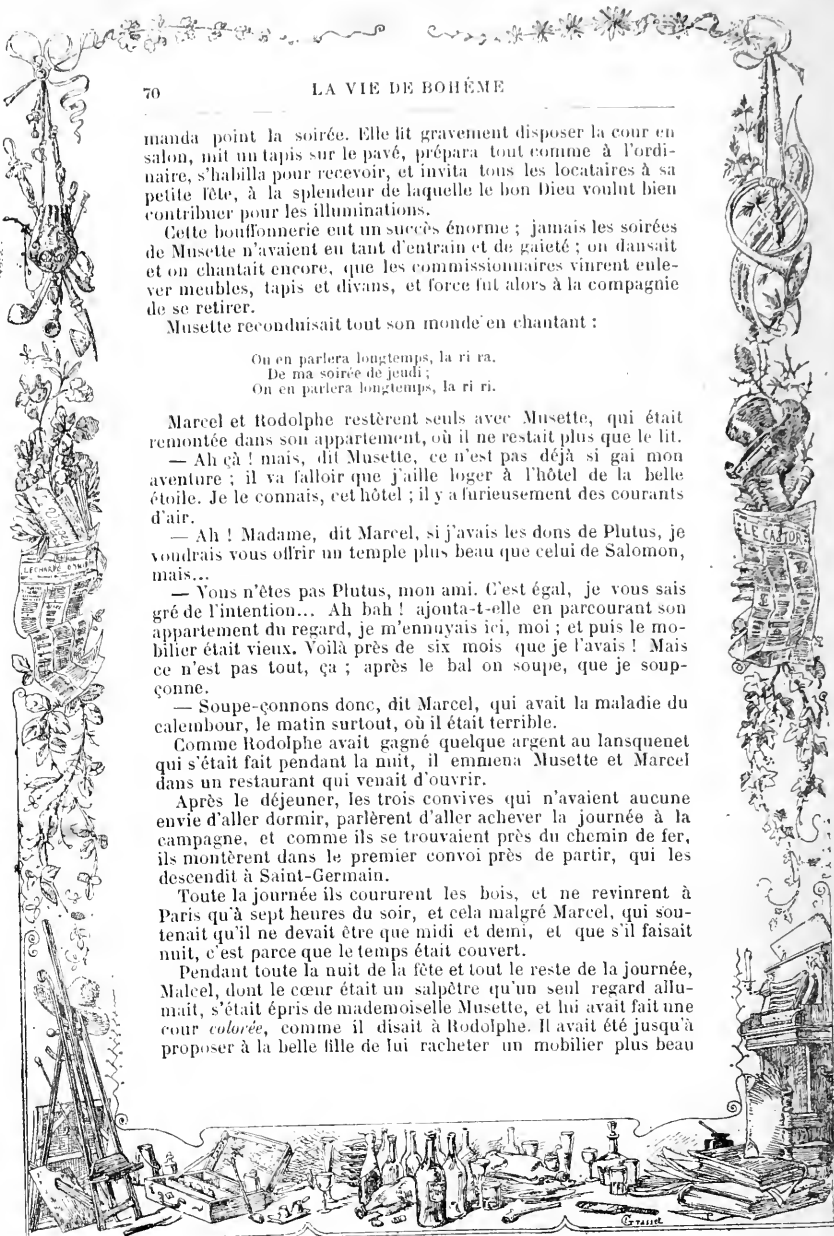 70
LA VIE DE BOHÈME
manda point la soirée. Elle fit gravement disposer la cour en
salon, mit un tapis sur le pavé, prépara tout comme à l'ordi-
naire, s'habilla pour recevoir, et invita tous les locataires à sa
petite fête, à la splendeur de laquelle le bon Dieu voulut bien
contribuer pour les illuminations.
Cette bouffonnerie eut un succès énorme ; jamais les soirées
de Musette n'avaient eu tant d'entrain et de gaieté ; on dansait
et on chantait encore, que les commissionnaires vinrent enle-
ver meubles, tapis et divans, et force fut alors à la compagnie
de se retirer.
Musette reconduisait tout son monde en chantant :
On en parlera longtemps, la ri ra.
De ma soirée de jeudi ;
On en parlera longtemps, la ri ri.
Marcel et Rodolphe restèrent seuls avec Musette, qui était
remontée dans son appartement, où il ne restait plus que le lit.
— Ah çà ! mais, dit Musette, ce n'est pas déjà si gai mon
aventure ; il va falloir que j'aille loger à l'hôtel de la belle
étoile. Je le connais, cet hôtel ; il y a furieusement des courants
d'air.
— Ah ! Madame, dit Marcel, si j'avais les dons de Plutus, je
voudrais vous offrir un temple plus beau que celui de Salomon,
mais...
— Vous n'êtes pas Plutus, mon ami. C'est égal, je vous sais
gré de l'intention... Ah bah ! ajouta-t-elle en parcourant son
appartement du regard, je m'ennuyais ici, moi ; et puis le mo-
bilier était vieux. Voilà près de six mois que je l'avais ! Mais
ce n'est pas tout, ça ; après le bal on soupe, que je soup-
çonne.
— Soupe-çonnons donc, dit Marcel, qui avait la maladie du
calembour, le matin surtout, où il était terrible.
Comme Rodolphe avait gagné quelque argent au lansquenet
qui s'était fait pendant la nuit, il emmena Musette et Marcel
dans un restaurant qui venait d'ouvrir.
Après le déjeuner, les trois convives qui n'avaient aucune
envie d'aller dormir, parlèrent d'aller achever la journée à la
campagne, et comme ils se trouvaient près du chemin de fer,
ils montèrent dans le premier convoi près de partir, qui les
descendit à Saint-Germain.
Toute la journée ils coururent les bois, et ne revinrent à
Paris qu'à sept heures du soir, et cela malgré Marcel, qui sou-
tenait qu'il ne devait être que midi et demi, et que s'il faisait
nuit, c'est parce que le temps était couvert.
Pendant toute la nuit de la fête et tout le reste de la journée,
Malcel, dont le cœur était un salpêtre qu'un seul regard allu-
mait, s'était épris de mademoiselle Musette, et lui avait fait une
cour colorée, comme il disait à Rodolphe. Il avait été jusqu'à
proposer à la belle fille de lui racheter un mobilier plus beau
LECHARPE
LE CASTOR
Grasset